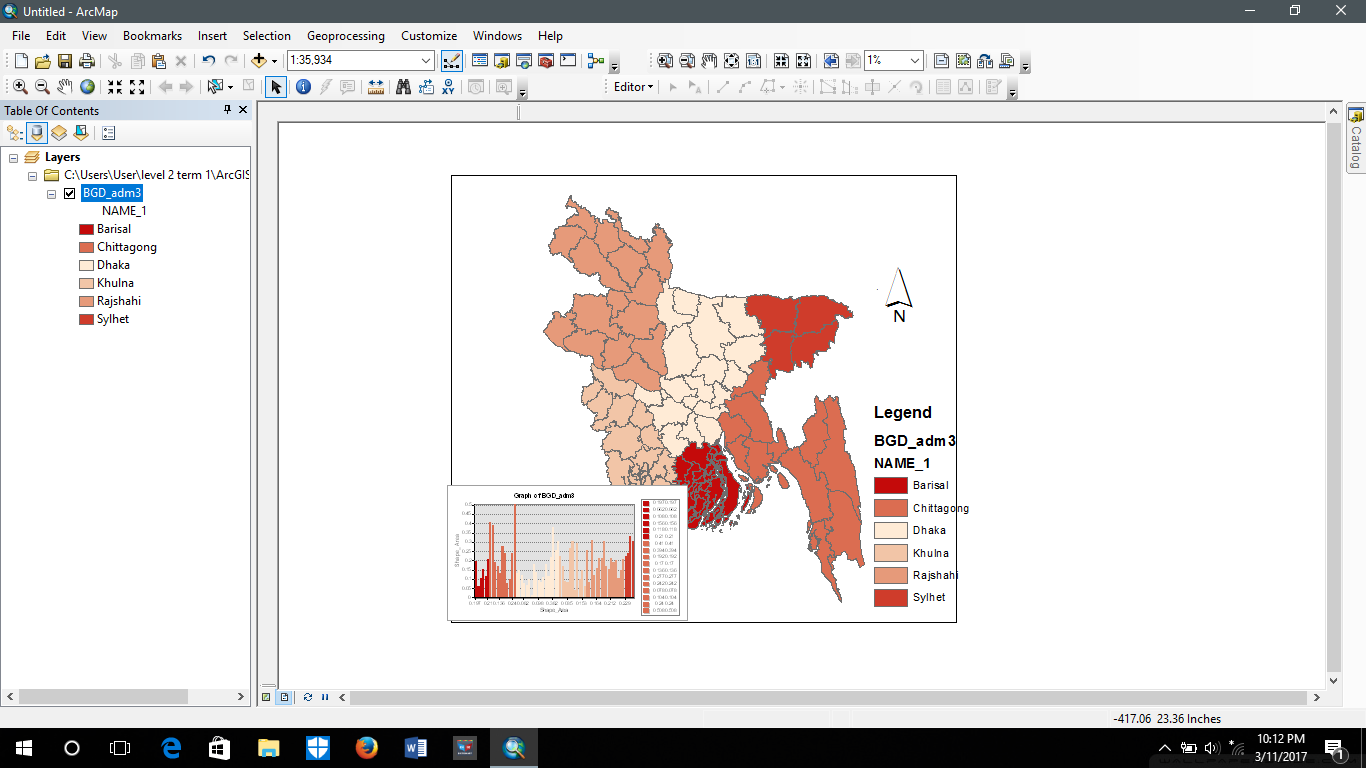 Untitled - ArcMap
File Edit View Bookmarks Insert Selection Geoprocessing Customize Windows Help
1:35,934
1%
Editor
Table Of Contents
Layers
C:\Users\User\level 2 term 1\ArcGIS
BGD_adm3
NAME_1
Barisal
Chittagong
Dhaka
Khulna
Rajshahi
Sylhet
N
Legend
BGD_adm3
NAME_1
Barisal
Chittagong
Dhaka
Khulna
Rajshahi
Sylhet
Graph of BGD_adm3
Shape_Area
Shape_Area
Catalog
-417.06 23.36 Inches
10:12 PM
3/11/2017
1